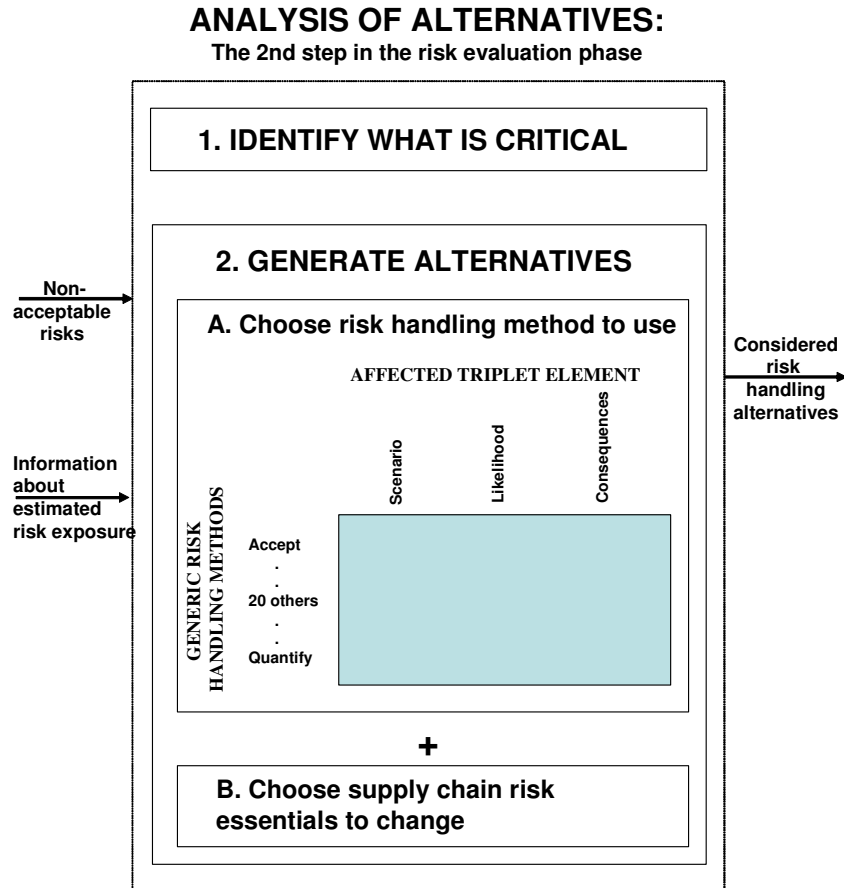 ANALYSIS OF ALTERNATIVES:
The 2nd step in the risk evaluation phase
1. IDENTIFY WHAT IS CRITICAL
2. GENERATE ALTERNATIVES
Non-
acceptable
risks
A. Choose risk handling method to use
AFFECTED TRIPLET ELEMENT
Scenario
Likelihood
Consequences
Considered
risk
handling
alternatives
Information
about
estimated
risk exposure
GENERIC RISK
HANDLING METHODS
Accept
.
.
20 others
.
.
Quantify
+
B. Choose supply chain risk
essentials to change